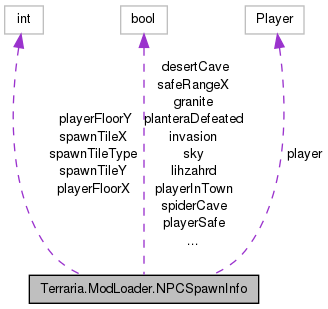 int
bool
Player
playerFloorY
spawnTileX
spawnTileType
spawnTileY
playerFloorX
desertCave
safeRangeX
granite
planteraDefeated
invasion
sky
lihzahrd
playerInTown
spiderCave
playerSafe
...
player
Terraria.ModLoader.NPCSpawnInfo